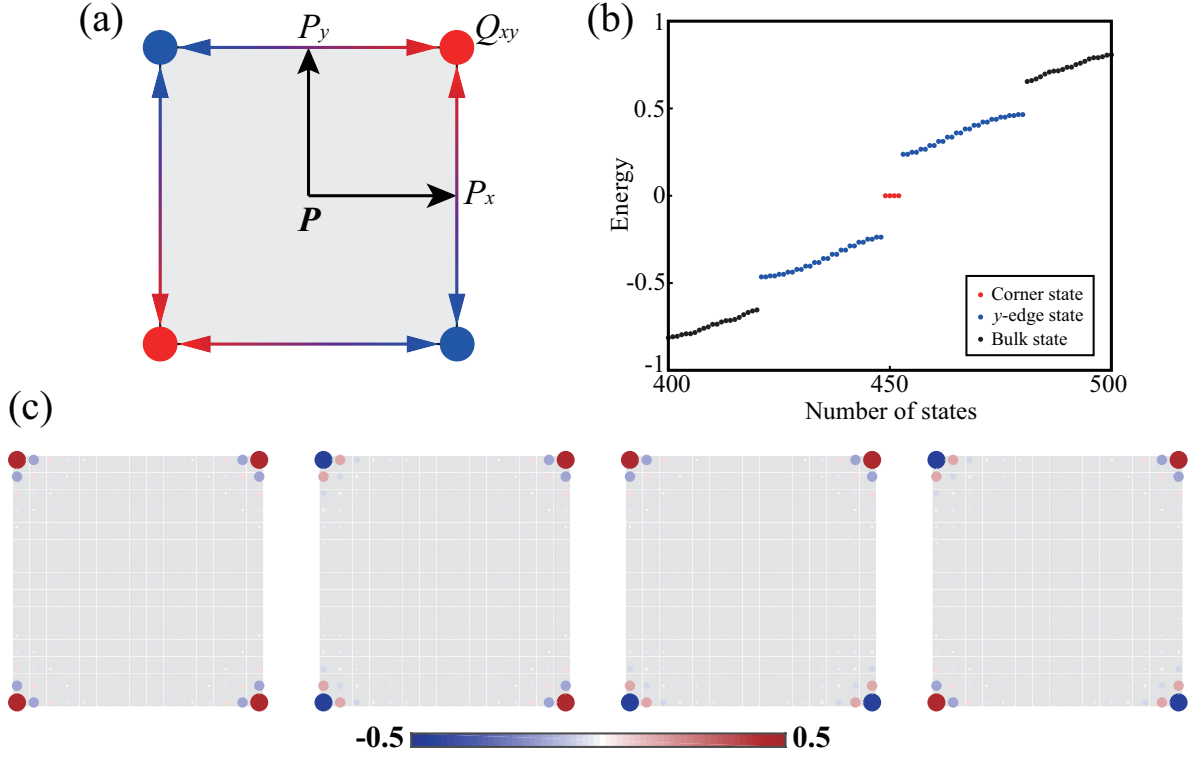 (a)
P_y
Q_xy
P_x
P
(b)
1
0.5
0
-0.5
-1
Energy
400
450
500
Number of states
Corner state
y-edge state
Bulk state
(c)
-0.5
0.5